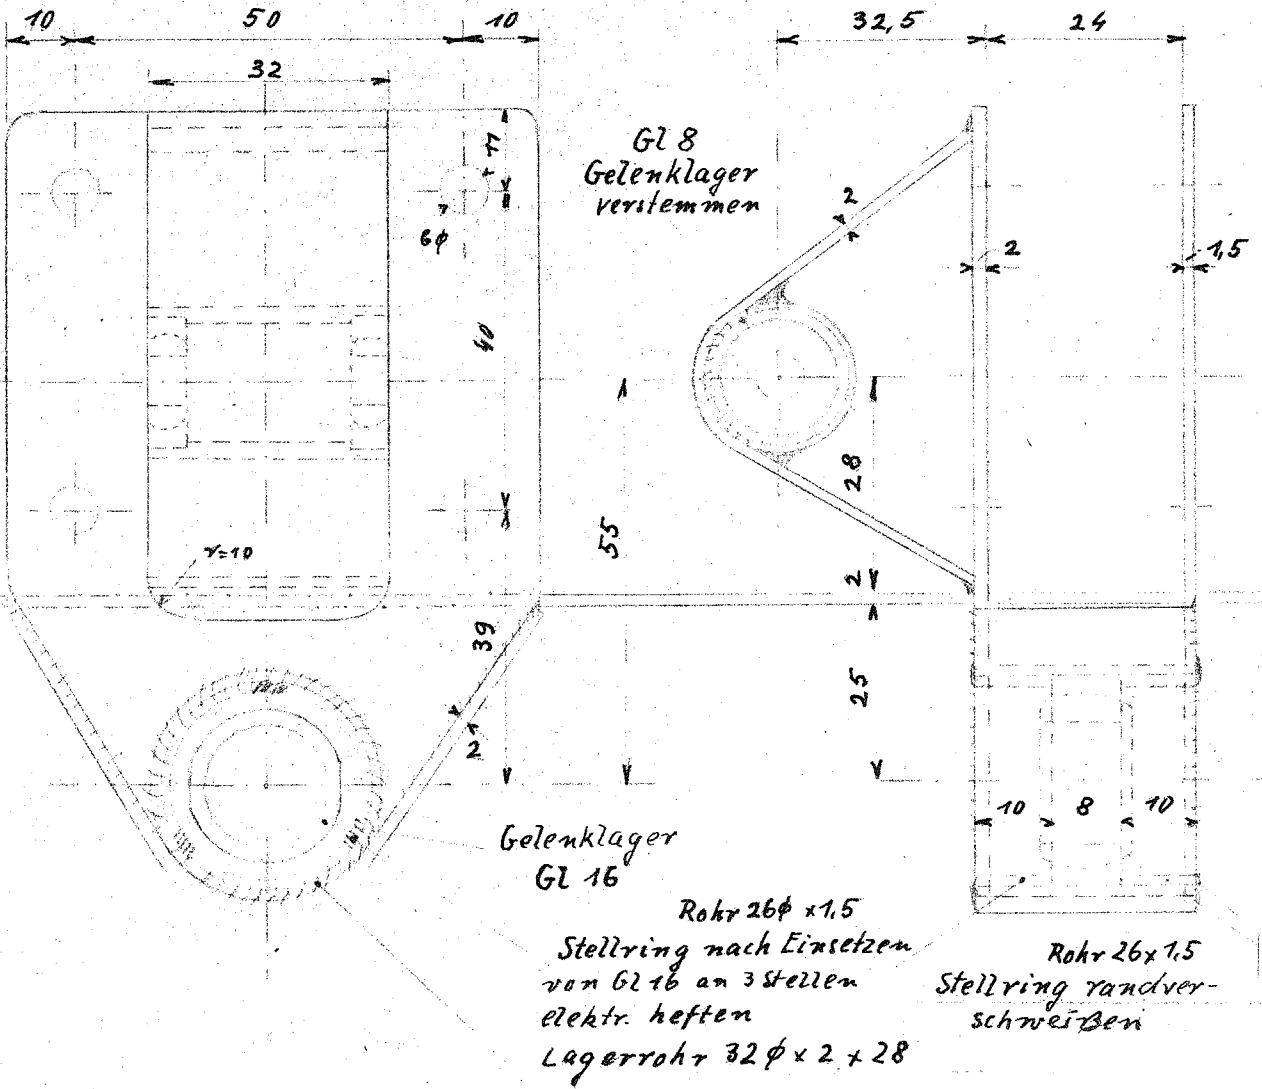 10 50 10 32,5 24
32
11
Gl 8
Gelenklager
verstemmen
2
6φ
2 1,5
40
28
55
r=10
2
39
25
2
10 8 10
Gelenklager
Gl 16
Rohr 26φ x 1,5
Stellring nach Einsetzen
von Gl 16 an 3 Stellen
elektr. heften
Lagerrohr 32φ x 2 x 28
Rohr 26 x 1,5
Stellring randver-
schweißen